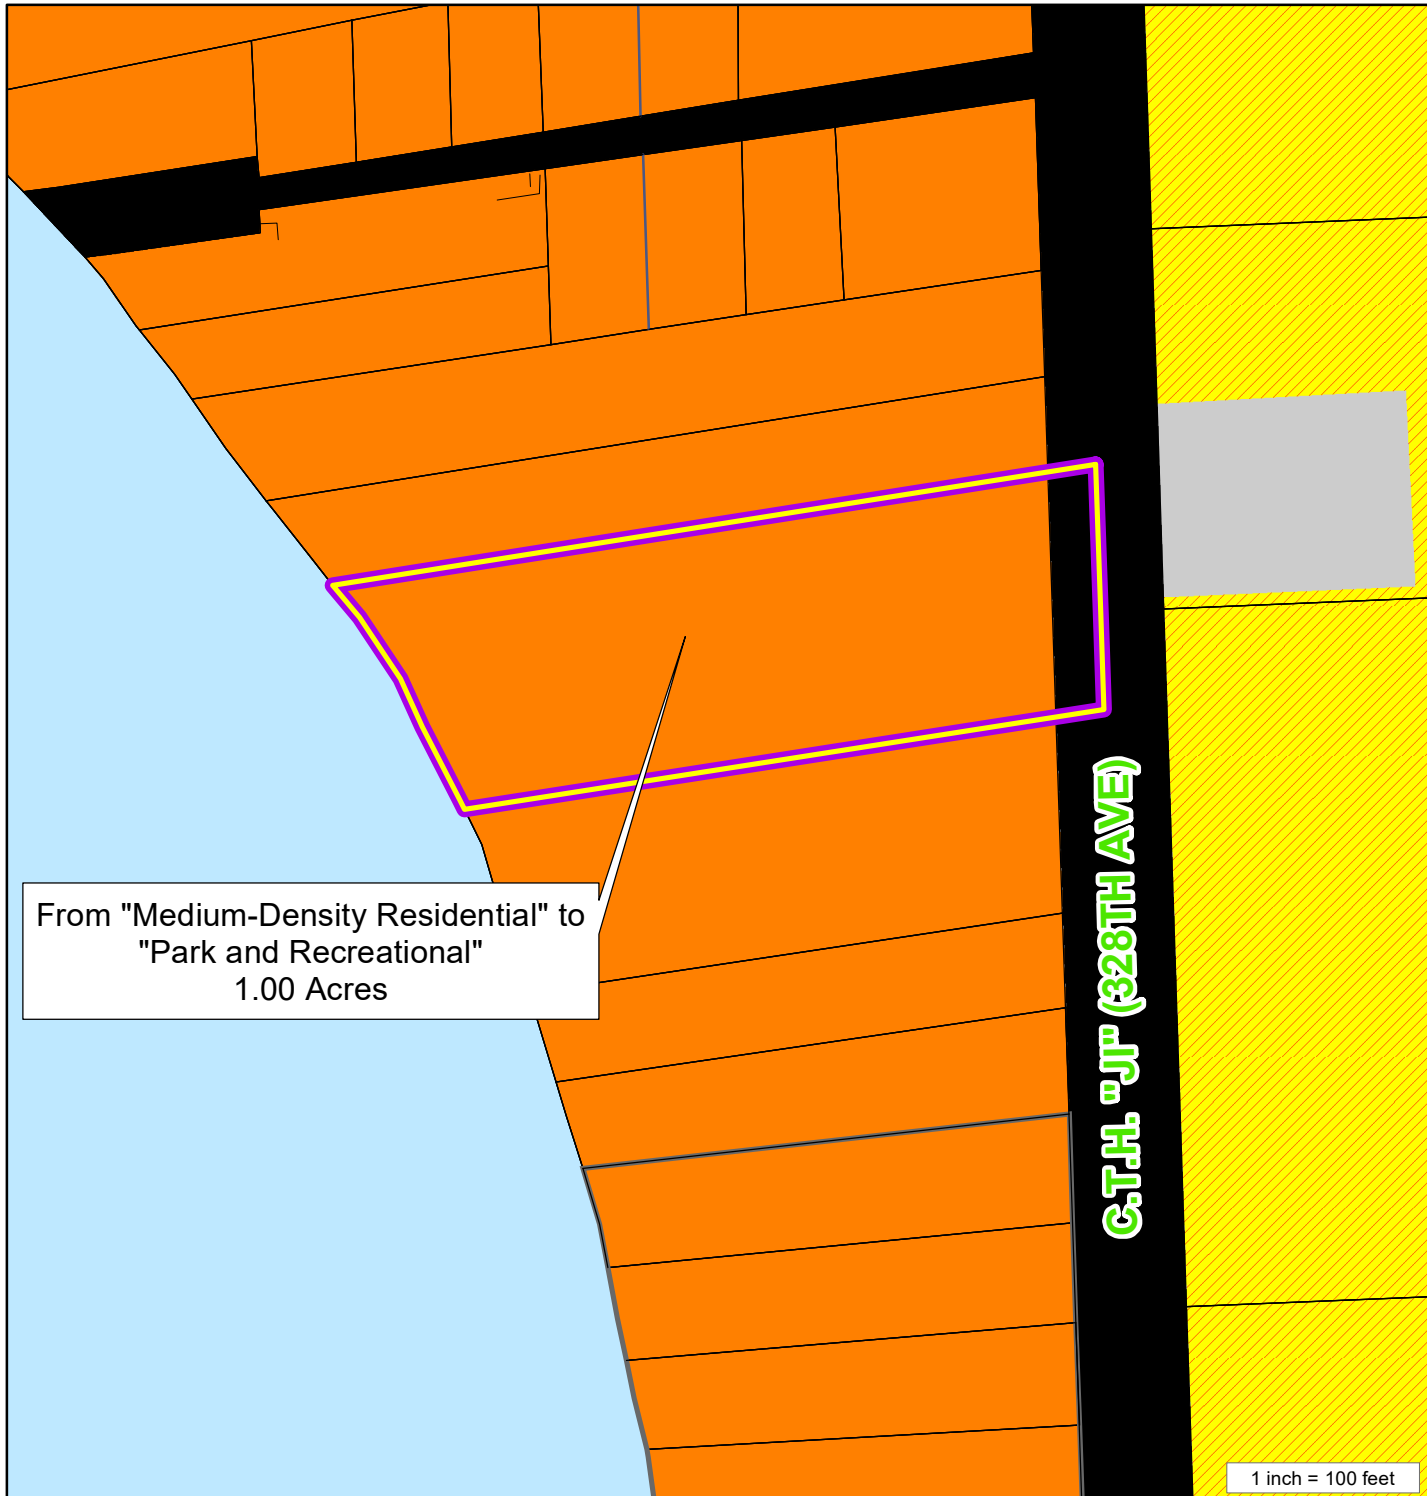 From "Medium-Density Residential" to
"Park and Recreational"
1.00 Acres
C.T.H. "JI" (328TH AVE)
1 inch = 100 feet